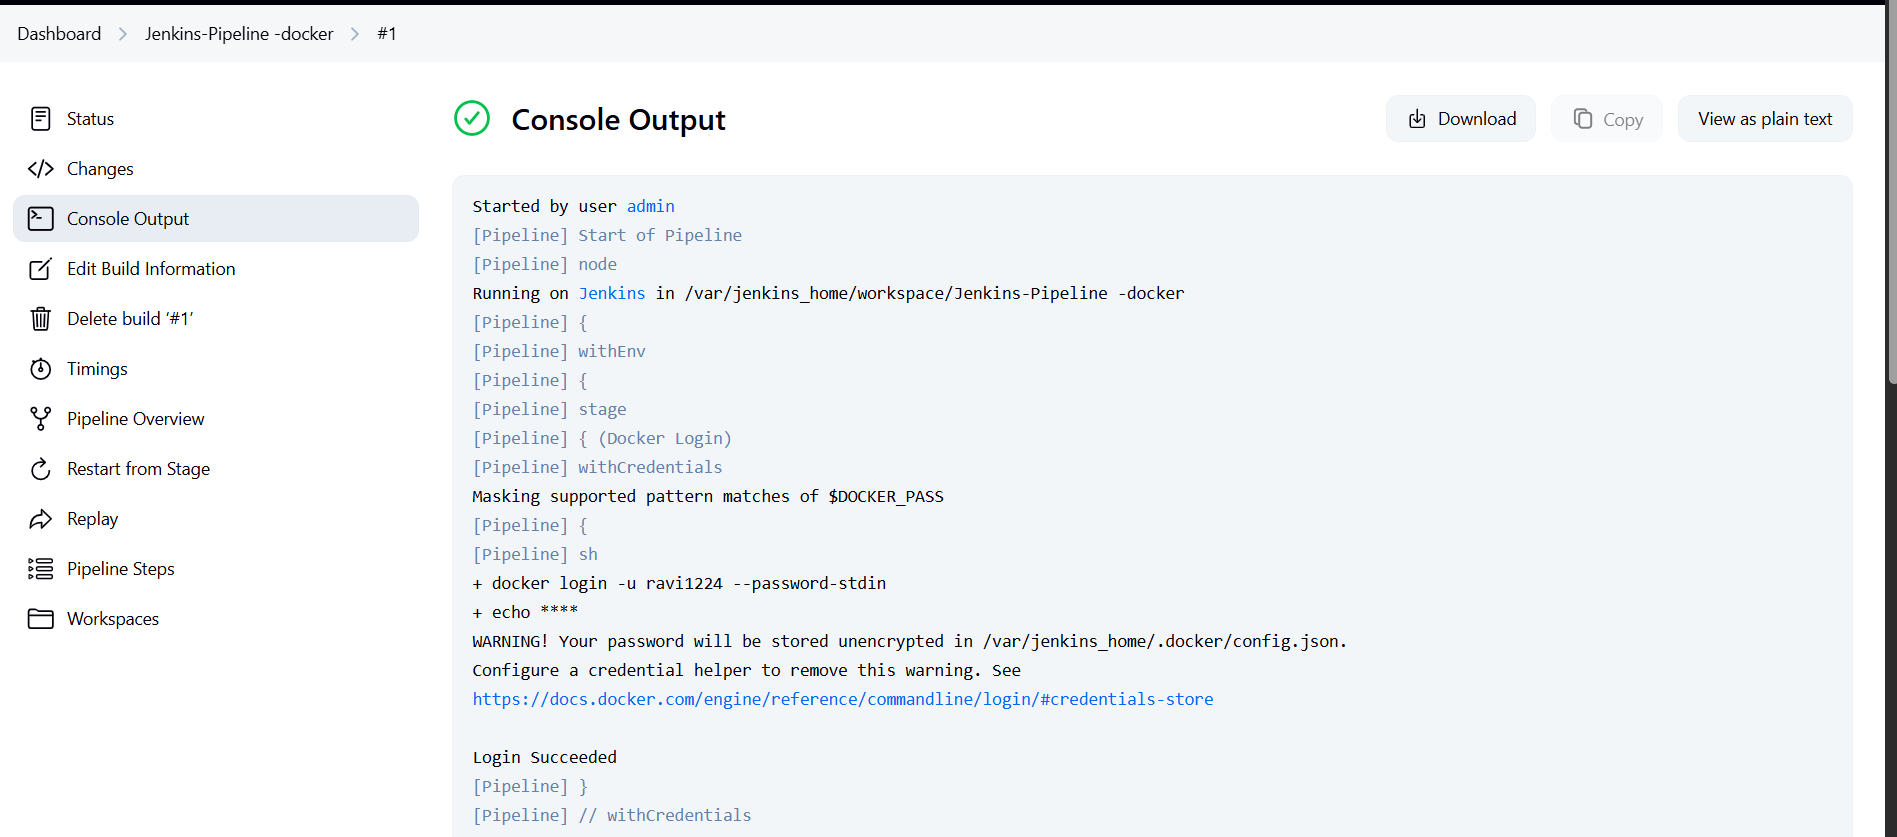 Dashboard > Jenkins-Pipeline -docker > #1
Status
Changes
Console Output
Edit Build Information
Delete build ‘#1’
Timings
Pipeline Overview
Restart from Stage
Replay
Pipeline Steps
Workspaces
Console Output
Download
Copy
View as plain text
Started by user admin
[Pipeline] Start of Pipeline
[Pipeline] node
Running on Jenkins in /var/jenkins_home/workspace/Jenkins-Pipeline -docker
[Pipeline] {
[Pipeline] withEnv
[Pipeline] {
[Pipeline] stage
[Pipeline] { (Docker Login)
[Pipeline] withCredentials
Masking supported pattern matches of $DOCKER_PASS
[Pipeline] {
[Pipeline] sh
+ docker login -u ravi1224 --password-stdin
+ echo ****
WARNING! Your password will be stored unencrypted in /var/jenkins_home/.docker/config.json.
Configure a credential helper to remove this warning. See
https://docs.docker.com/engine/reference/commandline/login/#credentials-store
Login Succeeded
[Pipeline] }
[Pipeline] // withCredentials